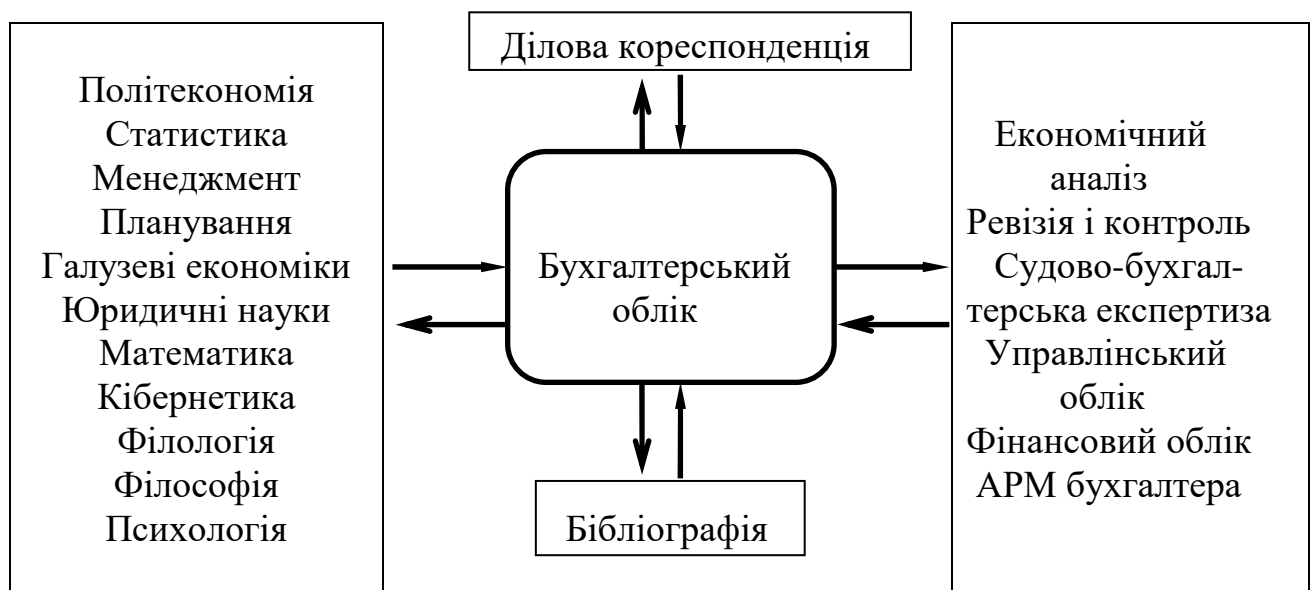 Ділова кореспонденція
Політекономія
Статистика
Менеджмент
Планування
Галузеві економіки
Юридичні науки
Математика
Кібернетика
Філологія
Філософія
Психологія
Бухгалтерський
облік
Бібліографія
Економічний
аналіз
Ревізія і контроль
Судово-бухгал-
терська експертиза
Управлінський
облік
Фінансовий облік
АРМ бухгалтера